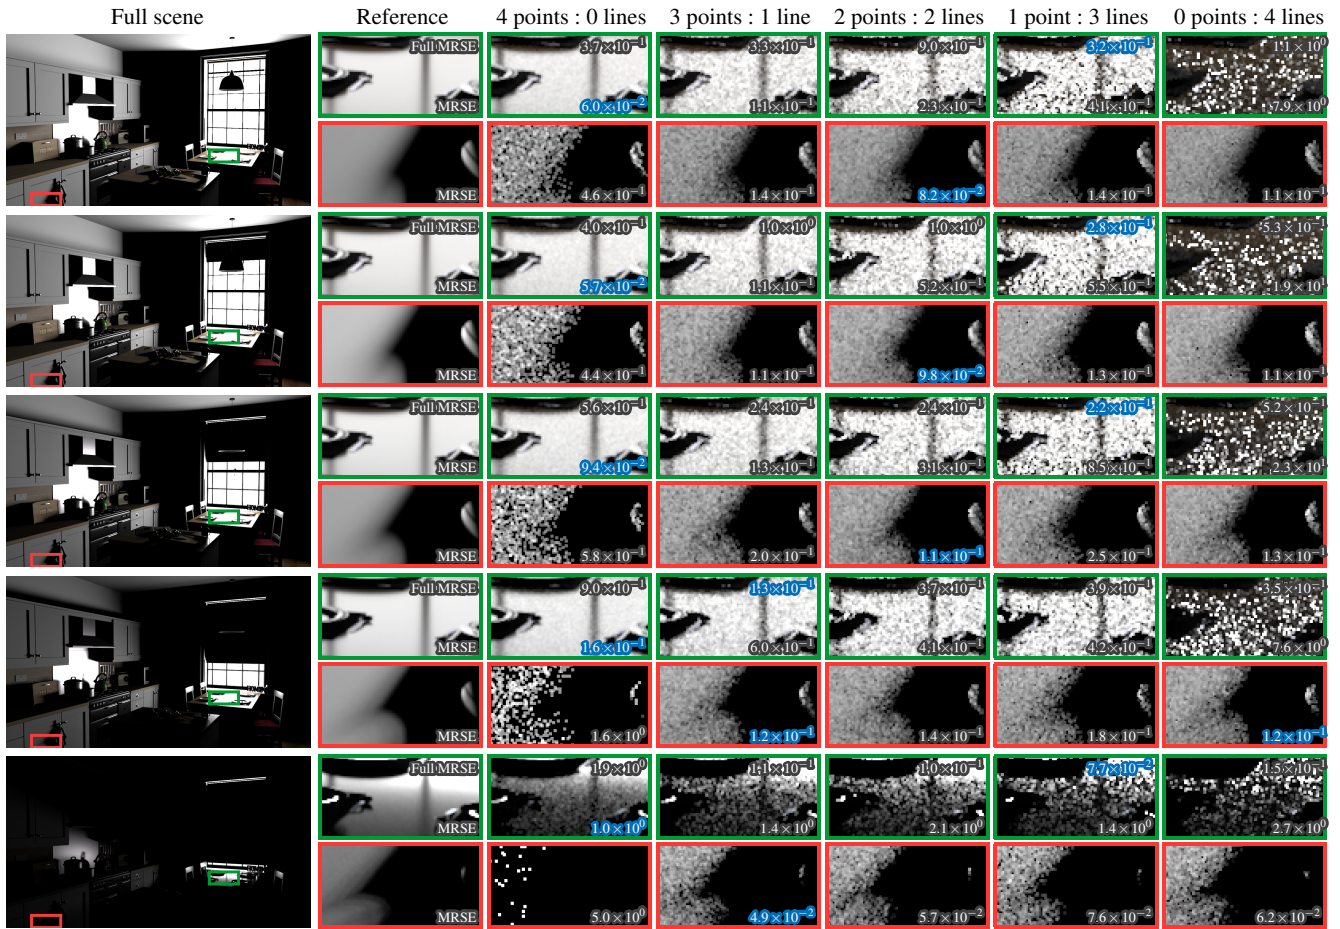 Full scene Reference 4 points : 0 lines 3 points : 1 line 2 points : 2 lines 1 point : 3 lines 0 points : 4 lines
Full MRSE 3.7×10⁻¹ 3.3×10⁻¹ 9.0×10⁻¹ 3.2×10⁻¹ 1.1×10⁰
MRSE 6.0×10⁻² 1.1×10⁻¹ 2.3×10⁻¹ 4.1×10⁻¹ 7.9×10⁰
MRSE 4.6×10⁻¹ 1.4×10⁻¹ 8.2×10⁻² 1.4×10⁻¹ 1.1×10⁻¹
Full MRSE 4.0×10⁻¹ 1.0×10⁰ 1.0×10⁰ 2.8×10⁻¹ 5.3×10⁻¹
MRSE 5.7×10⁻² 1.1×10⁻¹ 5.2×10⁻¹ 5.5×10⁻¹ 1.9×10¹
MRSE 4.4×10⁻¹ 1.1×10⁻¹ 9.8×10⁻² 1.3×10⁻¹ 1.1×10⁻¹
Full MRSE 5.6×10⁻¹ 2.4×10⁻¹ 2.4×10⁻¹ 2.2×10⁻¹ 5.2×10⁻¹
MRSE 9.4×10⁻² 1.3×10⁻¹ 3.1×10⁻¹ 8.5×10⁻¹ 2.3×10¹
MRSE 5.8×10⁻¹ 2.0×10⁻¹ 1.1×10⁻¹ 2.5×10⁻¹ 1.3×10⁻¹
Full MRSE 9.0×10⁻¹ 1.3×10⁻¹ 3.7×10⁻¹ 3.9×10⁻¹ 3.5×10⁻¹
MRSE 1.6×10⁻¹ 6.0×10⁻¹ 4.1×10⁻¹ 4.2×10⁻¹ 7.6×10⁰
MRSE 1.6×10⁰ 1.2×10⁻¹ 1.4×10⁻¹ 1.8×10⁻¹ 1.2×10⁻¹
Full MRSE 1.9×10⁰ 1.1×10⁻¹ 1.0×10⁻¹ 7.7×10⁻² 1.5×10⁻¹
MRSE 1.0×10⁰ 1.4×10⁰ 2.1×10⁰ 1.4×10⁰ 2.7×10⁰
MRSE 5.0×10⁰ 4.9×10⁻² 5.7×10⁻² 7.6×10⁻² 6.2×10⁻²